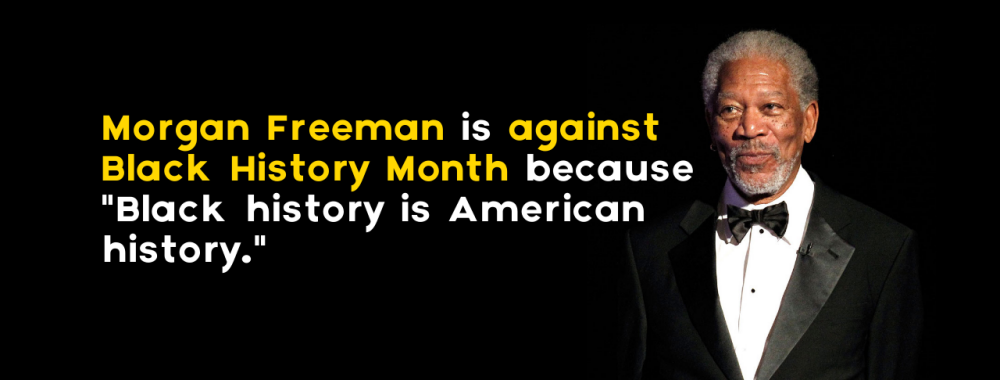 Morgan Freeman is against
Black History Month because
"Black history is American
history."